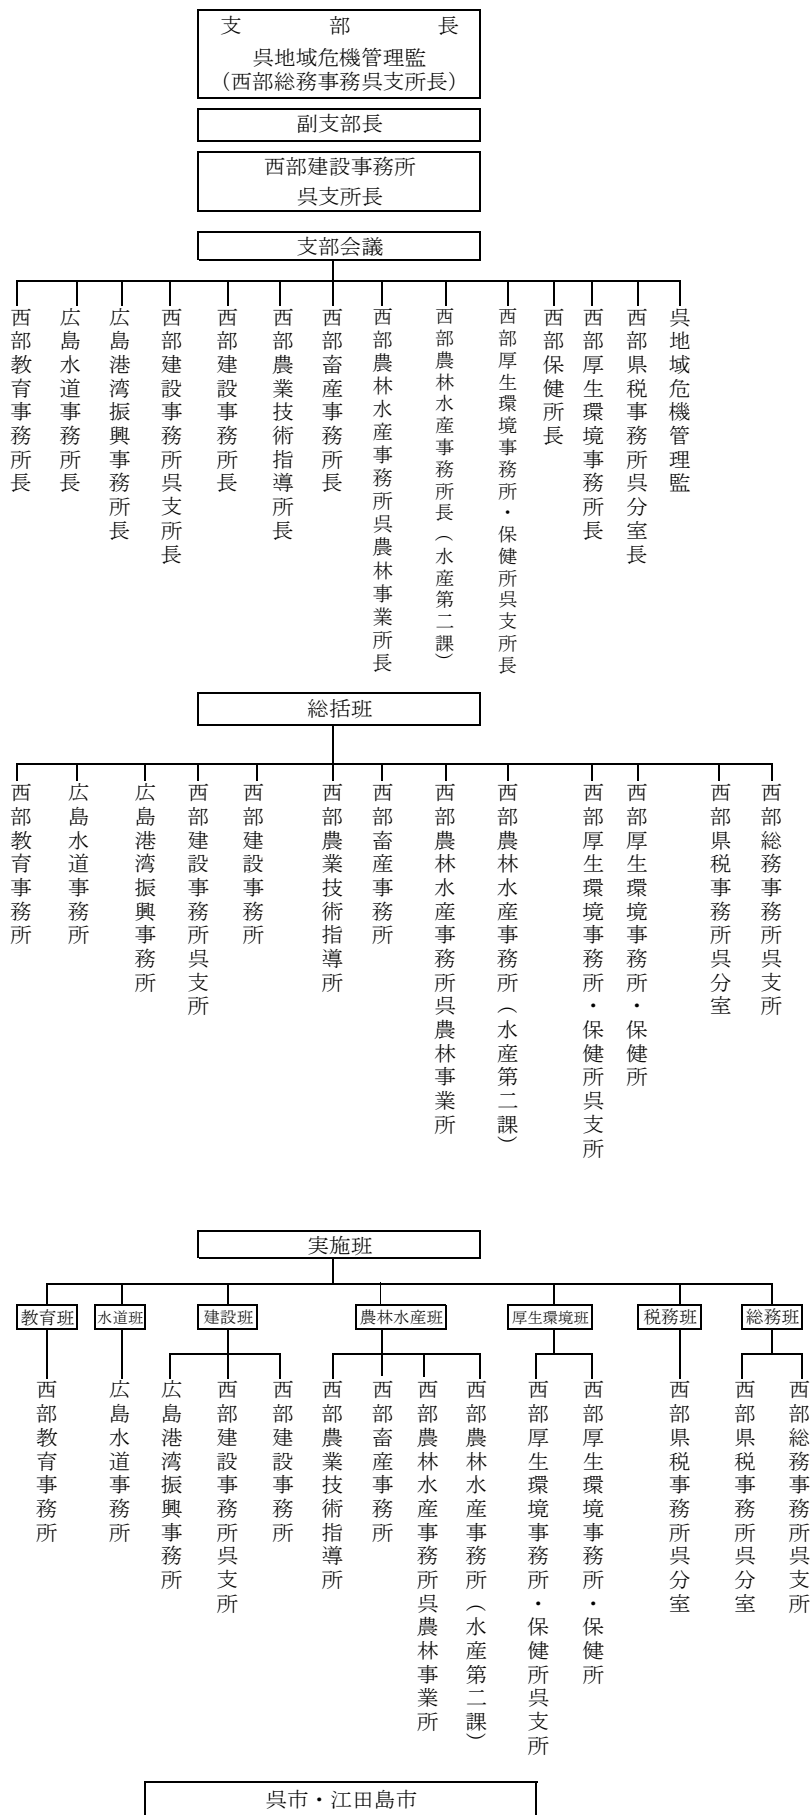 支部長
呉地域危機管理監
（西部総務事務呉支所長）
副支部長
西部建設事務所
呉支所長
支部会議
呉地域危機管理監
西部県税事務所呉分室長
西部厚生環境事務所長
西部保健所長
西部厚生環境事務所・保健所呉支所長
西部農林水産事務所長（水産第二課）
西部農林水産事務所呉農林事業所長
西部畜産事務所長
西部農業技術指導所長
西部建設事務所長
西部建設事務所呉支所長
広島港湾振興事務所長
広島水道事務所長
西部教育事務所長
総括班
西部総務事務所呉支所
西部県税事務所呉分室
西部厚生環境事務所・保健所
西部厚生環境事務所・保健所呉支所
西部農林水産事務所（水産第二課）
西部農林水産事務所呉農林事業所
西部畜産事務所
西部農業技術指導所
西部建設事務所
西部建設事務所呉支所
広島港湾振興事務所
広島水道事務所
西部教育事務所
実施班
総務班
西部総務事務所呉支所
西部県税事務所呉分室
税務班
西部県税事務所呉分室
厚生環境班
西部厚生環境事務所・保健所
西部厚生環境事務所・保健所呉支所
農林水産班
西部農林水産事務所（水産第二課）
西部農林水産事務所呉農林事業所
西部畜産事務所
西部農業技術指導所
建設班
西部建設事務所
西部建設事務所呉支所
広島港湾振興事務所
水道班
広島水道事務所
教育班
西部教育事務所
呉市・江田島市